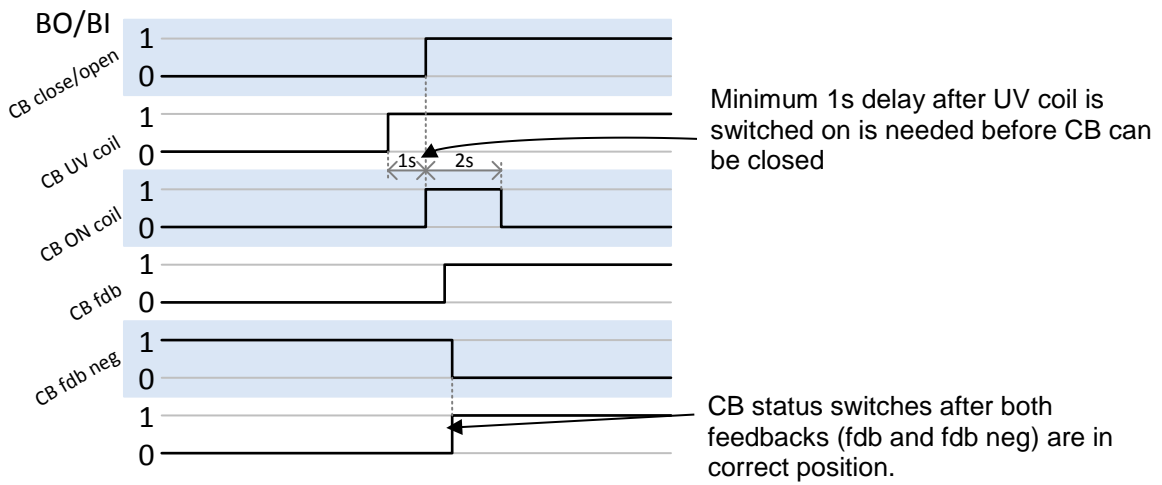 BO/BI
1
0
CB close/open
1
0
CB UV coil
1s
2s
1
0
CB ON coil
1
0
CB fdb
1
0
CB fdb neg
1
0
Minimum 1s delay after UV coil is
switched on is needed before CB can
be closed
CB status switches after both
feedbacks (fdb and fdb neg) are in
correct position.